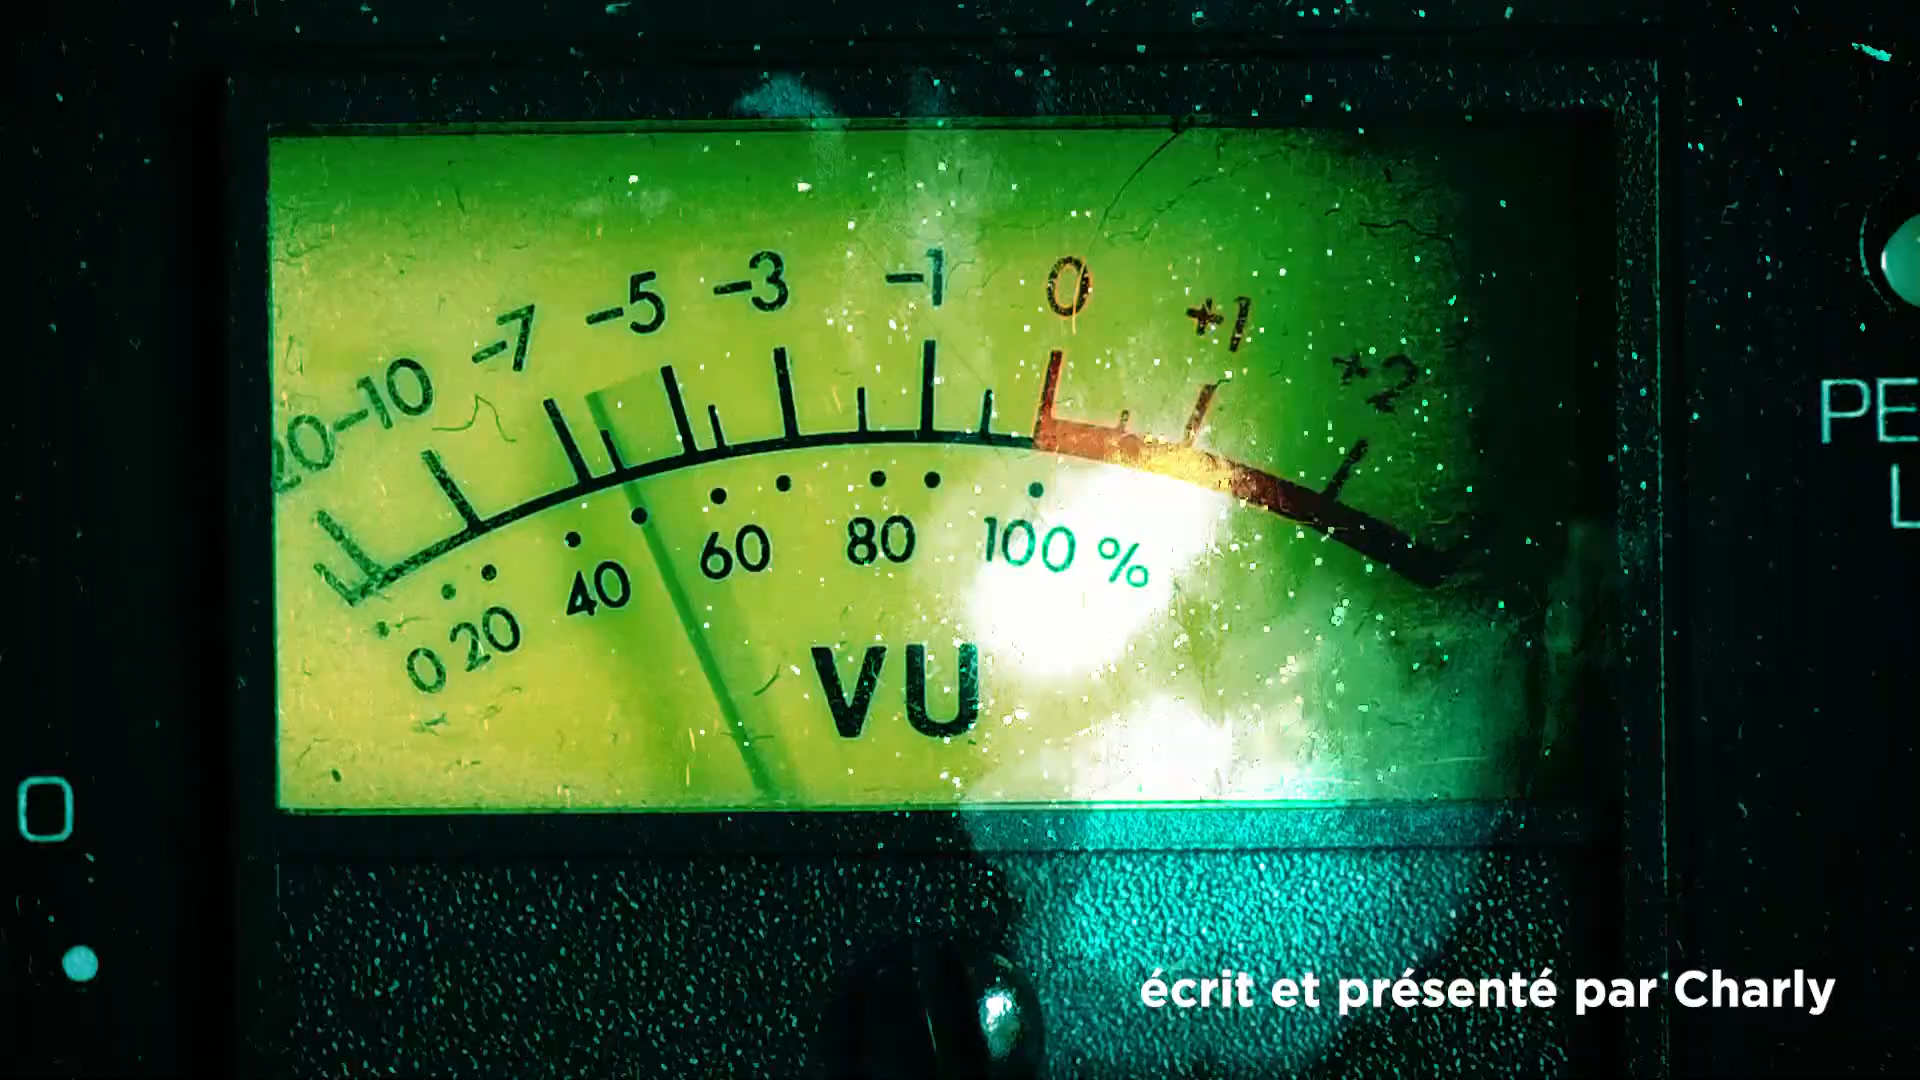 20-10 -7 -5 -3 -1 0 +1 +2
0 20 40 60 80 100 %
VU
0
PE
L
écrit et présenté par Charly